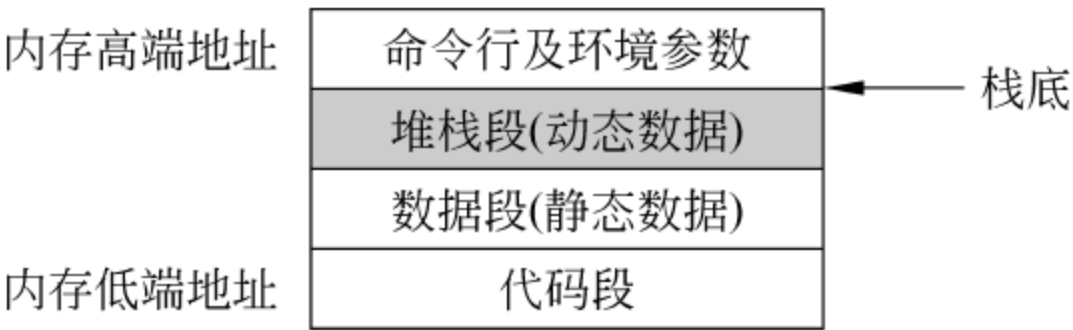 内存高端地址 命令行及环境参数
栈底
堆栈段(动态数据)
数据段(静态数据)
内存低端地址 代码段